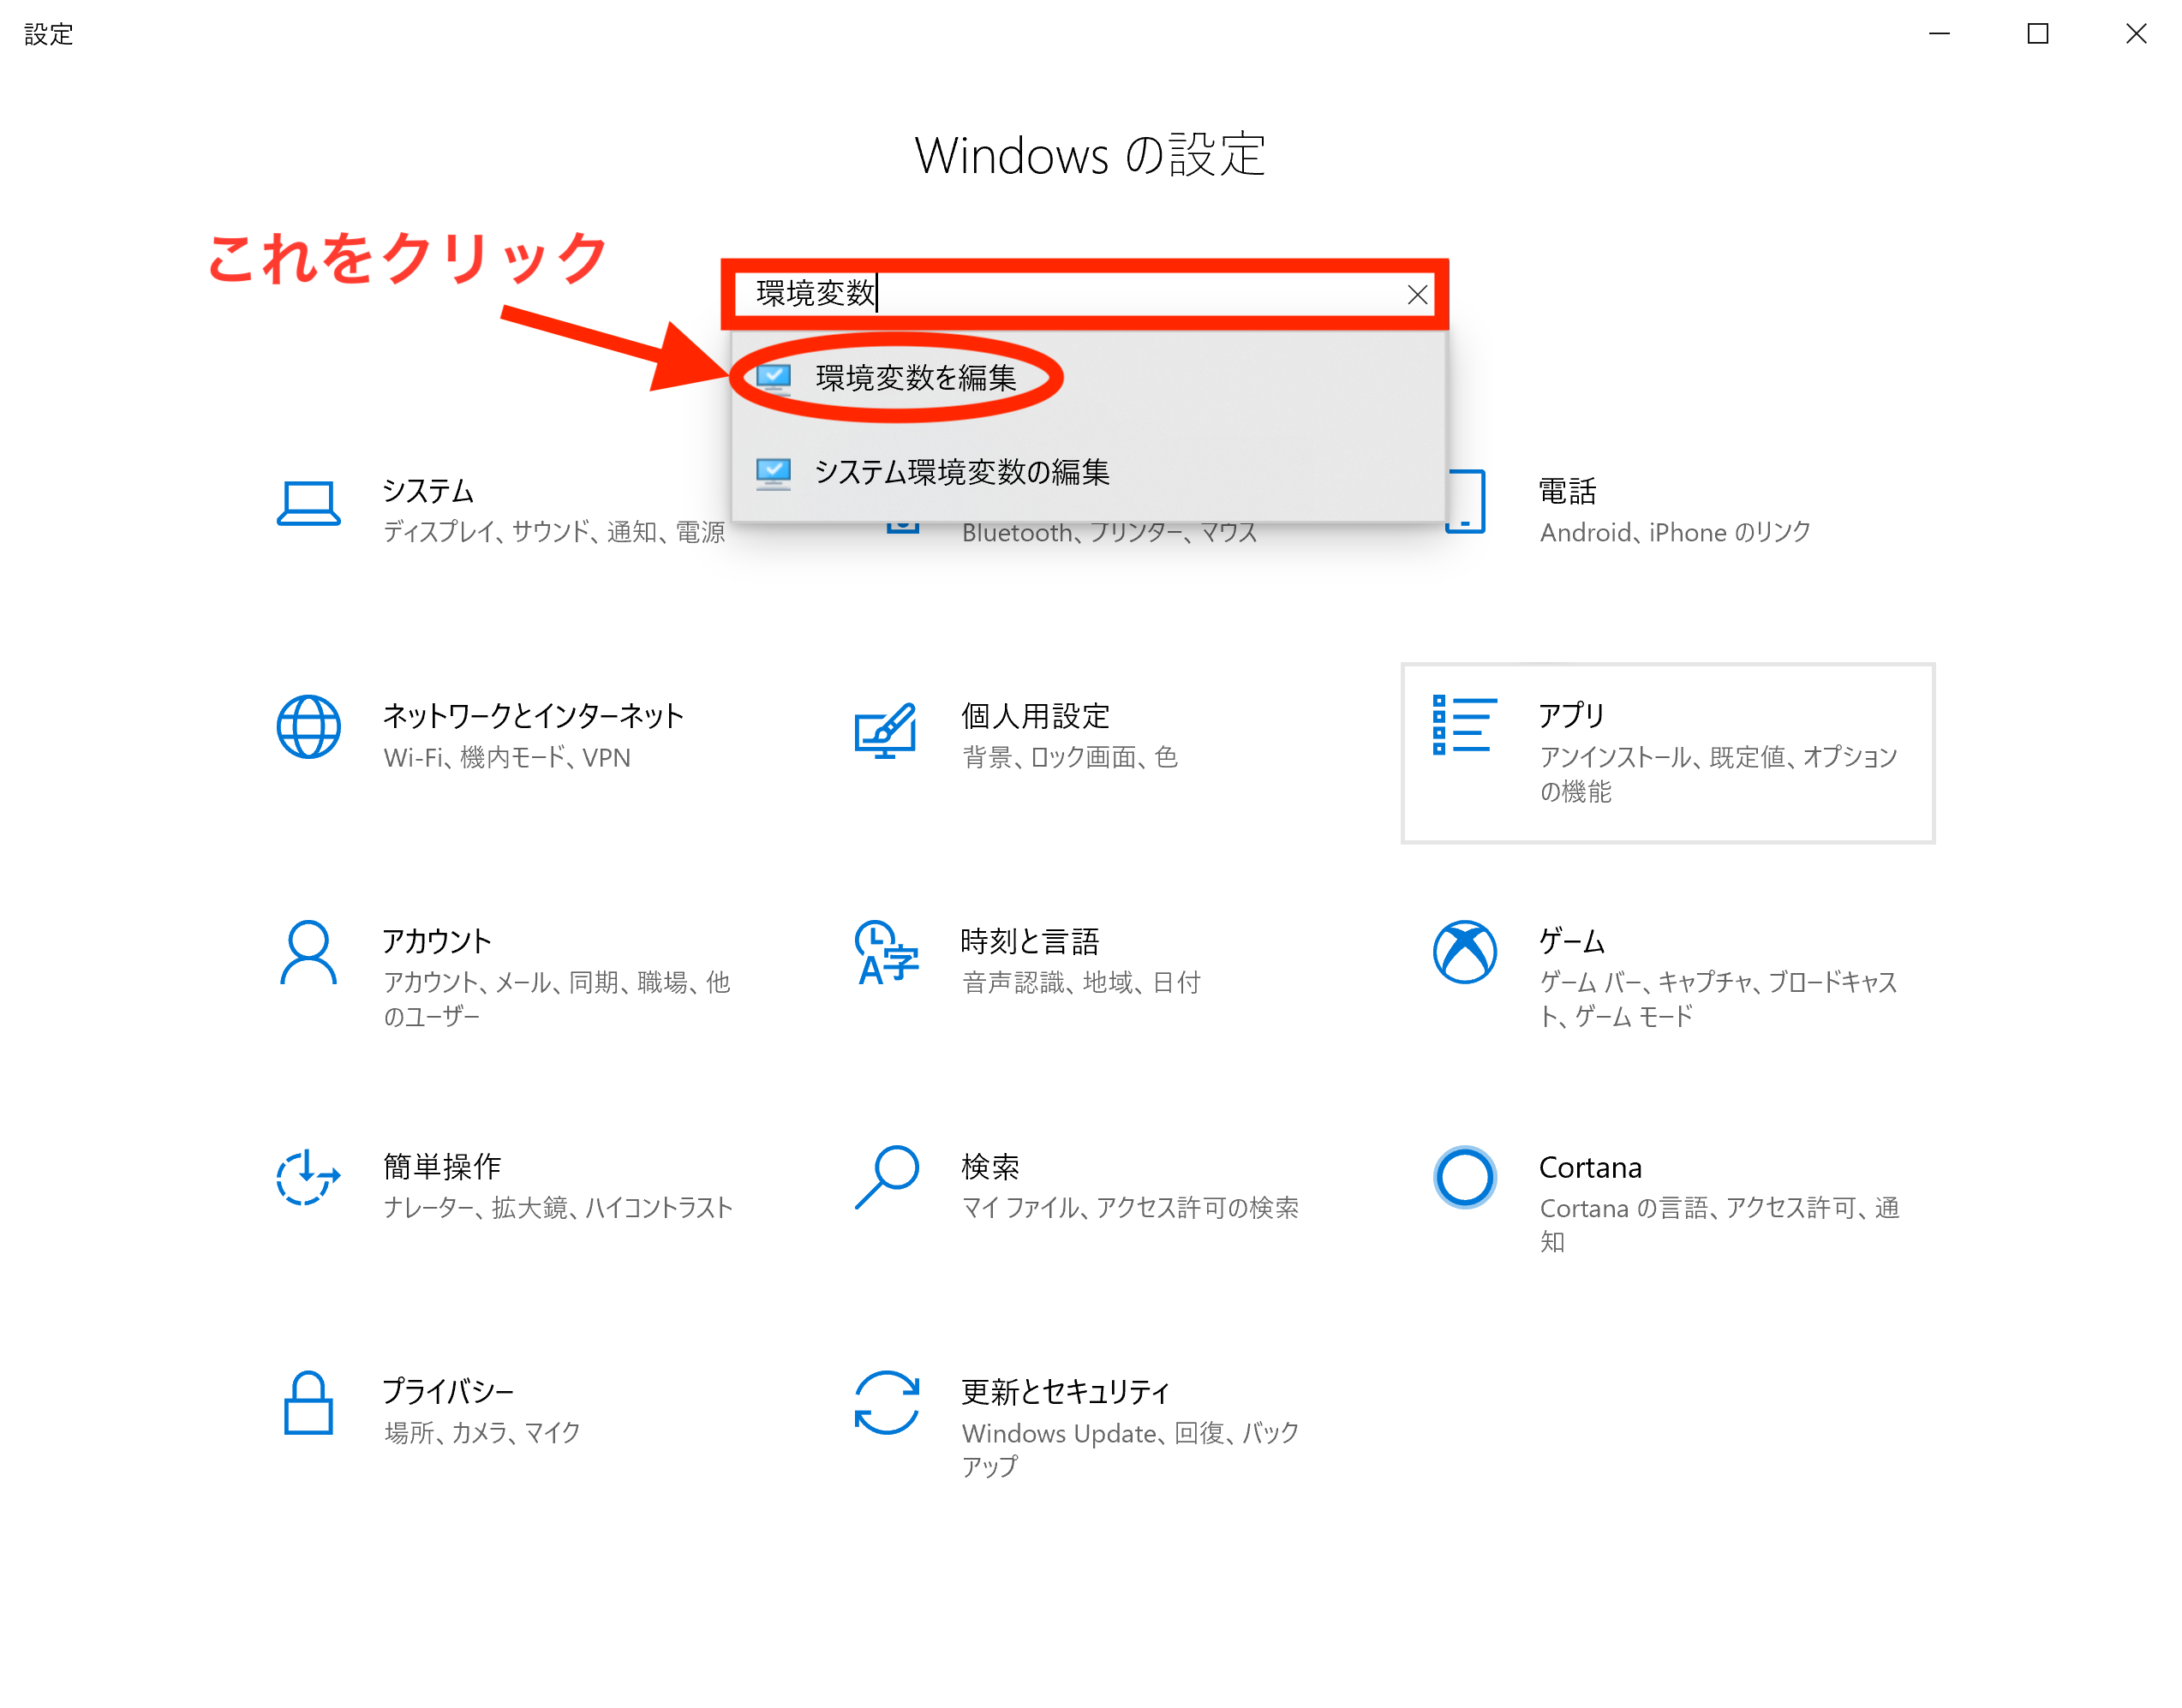 設定
Windows の設定
これをクリック
環境変数
環境変数を編集
システム環境変数の編集
システム
ディスプレイ、サウンド、通知、電源
Bluetooth、プリンター、マウス
電話
Android、iPhone のリンク
ネットワークとインターネット
Wi-Fi、機内モード、VPN
個人用設定
背景、ロック画面、色
アプリ
アンインストール、既定値、オプション
の機能
アカウント
アカウント、メール、同期、職場、他
のユーザー
時刻と言語
音声認識、地域、日付
ゲーム
ゲーム バー、キャプチャ、ブロードキャス
ト、ゲーム モード
簡単操作
ナレーター、拡大鏡、ハイコントラスト
検索
マイ ファイル、アクセス許可の検索
Cortana
Cortana の言語、アクセス許可、通
知
プライバシー
場所、カメラ、マイク
更新とセキュリティ
Windows Update、回復、バック
アップ